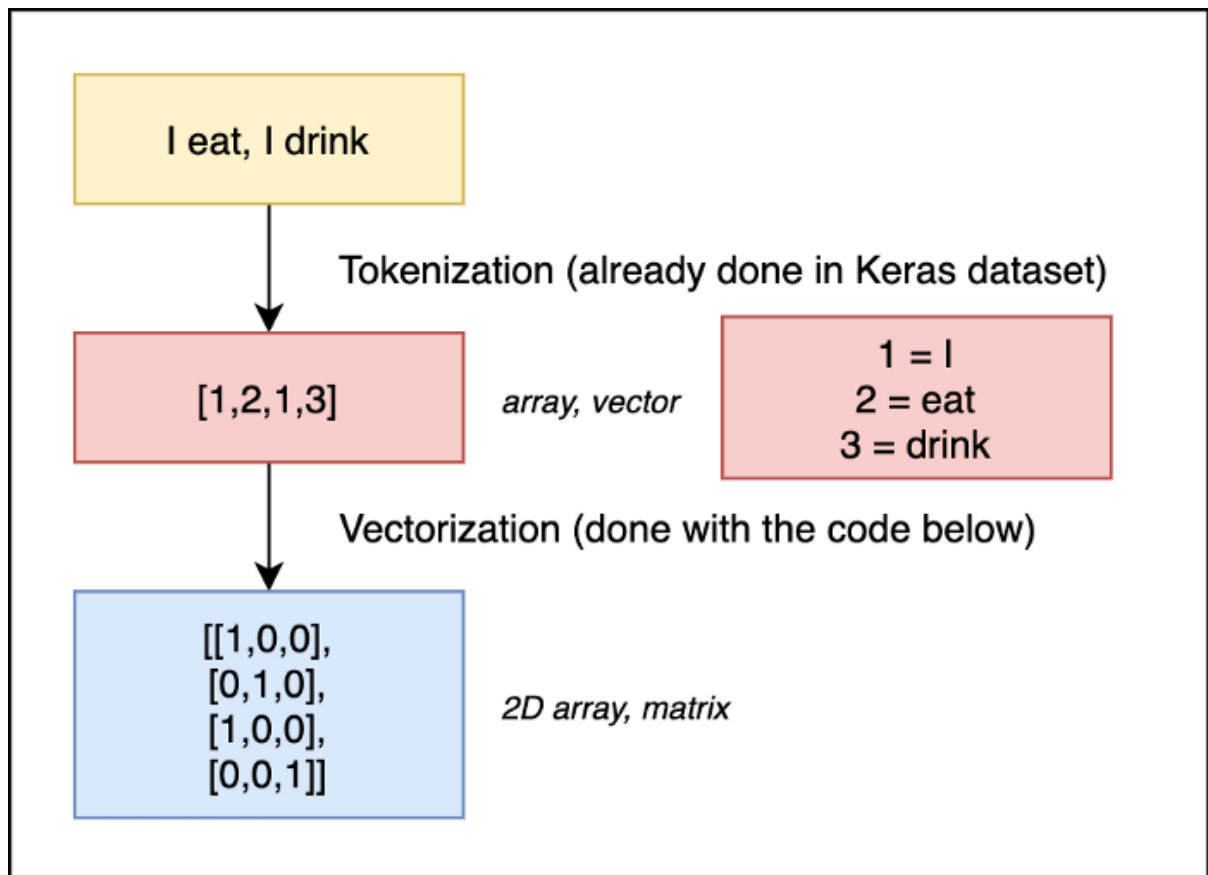 I eat, I drink
Tokenization (already done in Keras dataset)
[1,2,1,3]
array, vector
1 = I
2 = eat
3 = drink
Vectorization (done with the code below)
[[1,0,0],
[0,1,0],
[1,0,0],
[0,0,1]]
2D array, matrix